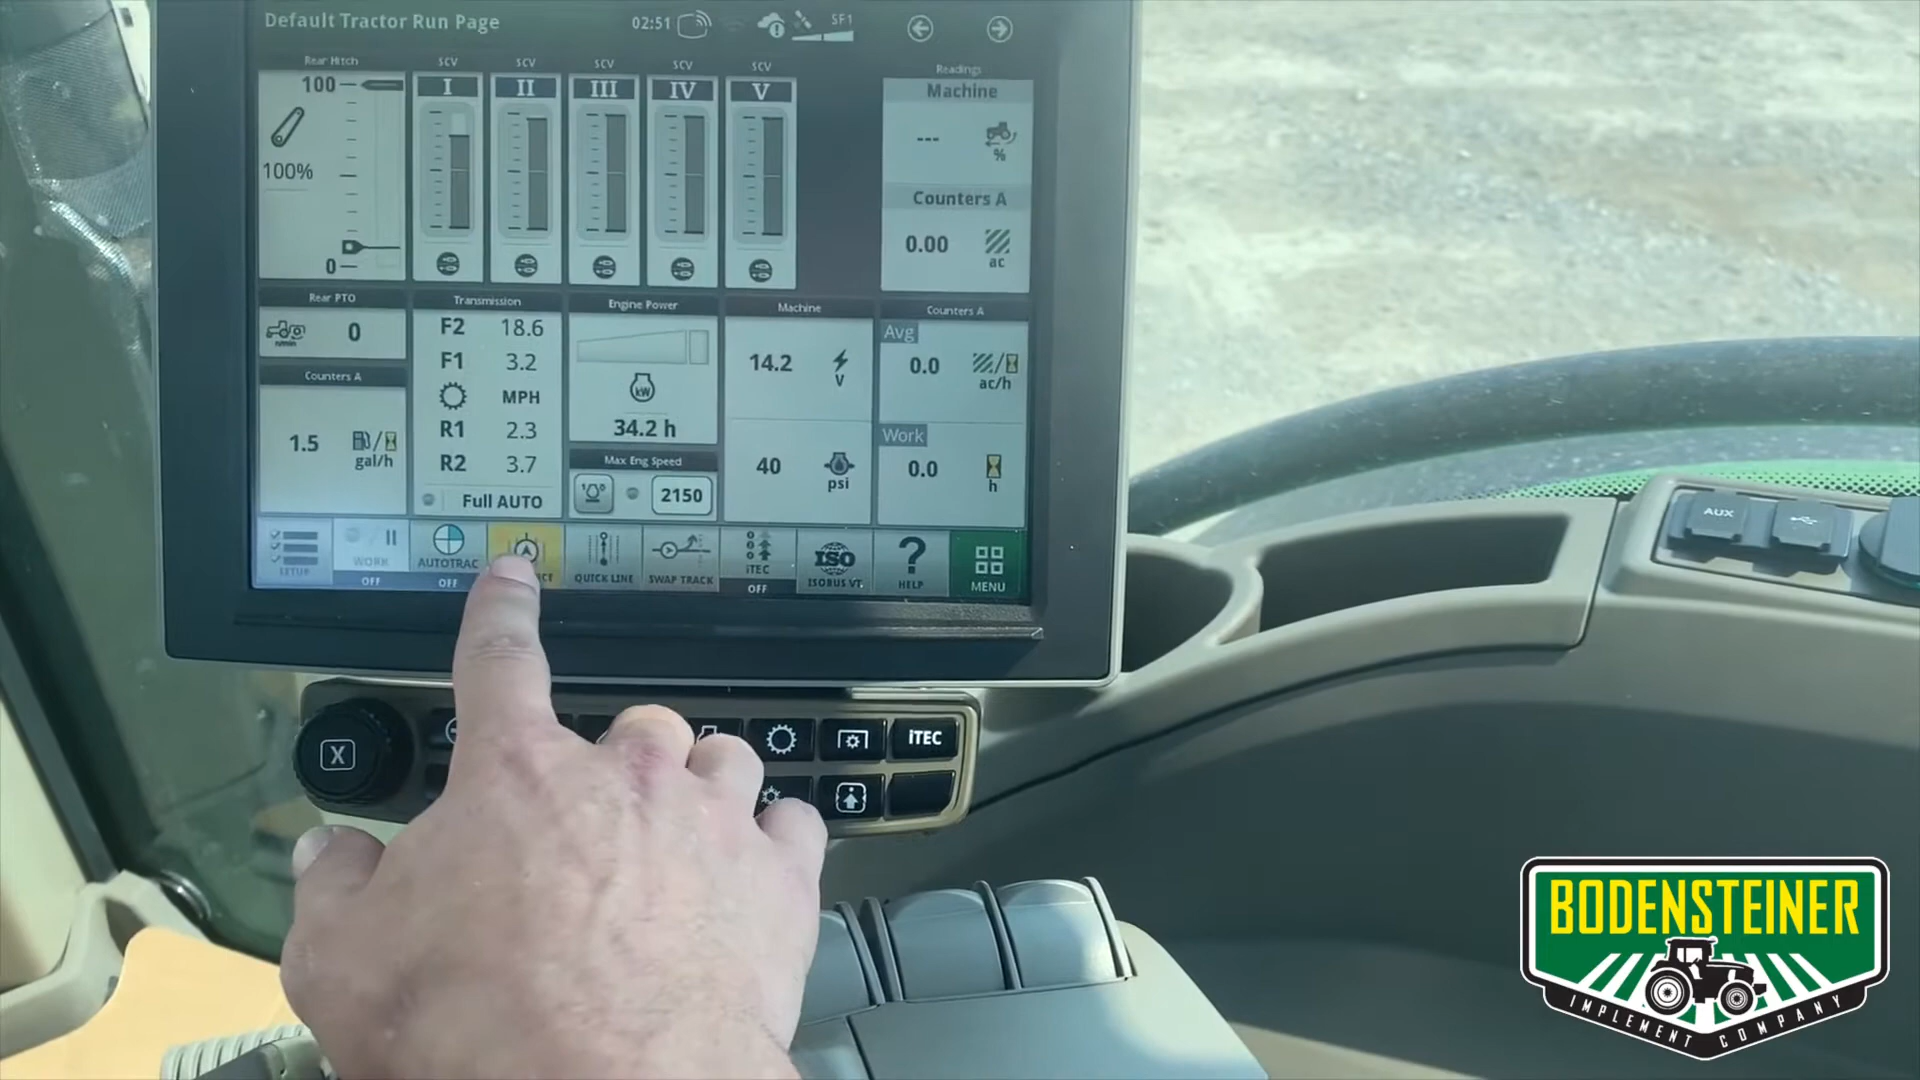 Default Tractor Run Page
02:51
SF1
Rear Hitch
100
100%
0
SCV
I
SCV
II
SCV
III
SCV
IV
SCV
V
Readings
Machine
---
%
Counters A
0.00
ac
Rear PTO
0
n/min
Counters A
1.5
gal/h
Transmission
F2 18.6
F1 3.2
MPH
R1 2.3
R2 3.7
Full AUTO
Engine Power
kW
34.2 h
Max Eng Speed
2150
Machine
14.2
V
40
psi
Counters A
Avg
0.0
ac/h
Work
0.0
h
SETUP
WORK
OFF
AUTOTRAC
OFF
QUICK LINE
SWAP TRACK
iTEC
OFF
ISO
ISOBUS VT
?
HELP
MENU
X
iTEC
AUX
BODENSTEINER
IMPLEMENT COMPANY